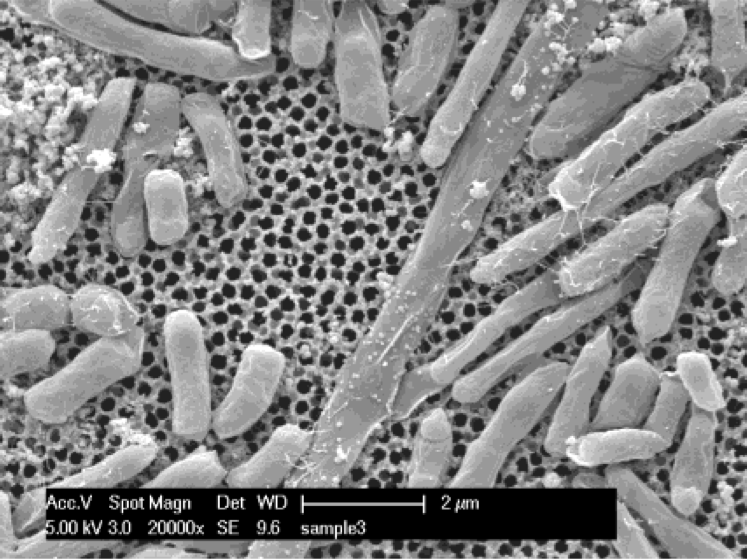 Acc.V Spot Magn Det WD 2 µm
5.00 kV 3.0 20000x SE 9.6 sample3